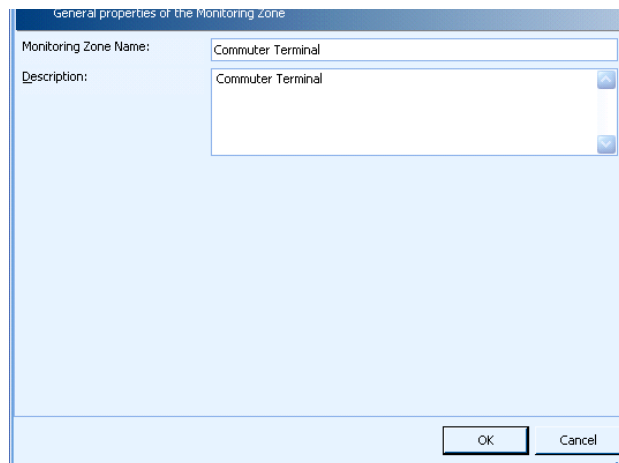 General properties of the Monitoring Zone
Monitoring Zone Name:
Commuter Terminal
Description:
Commuter Terminal
OK
Cancel